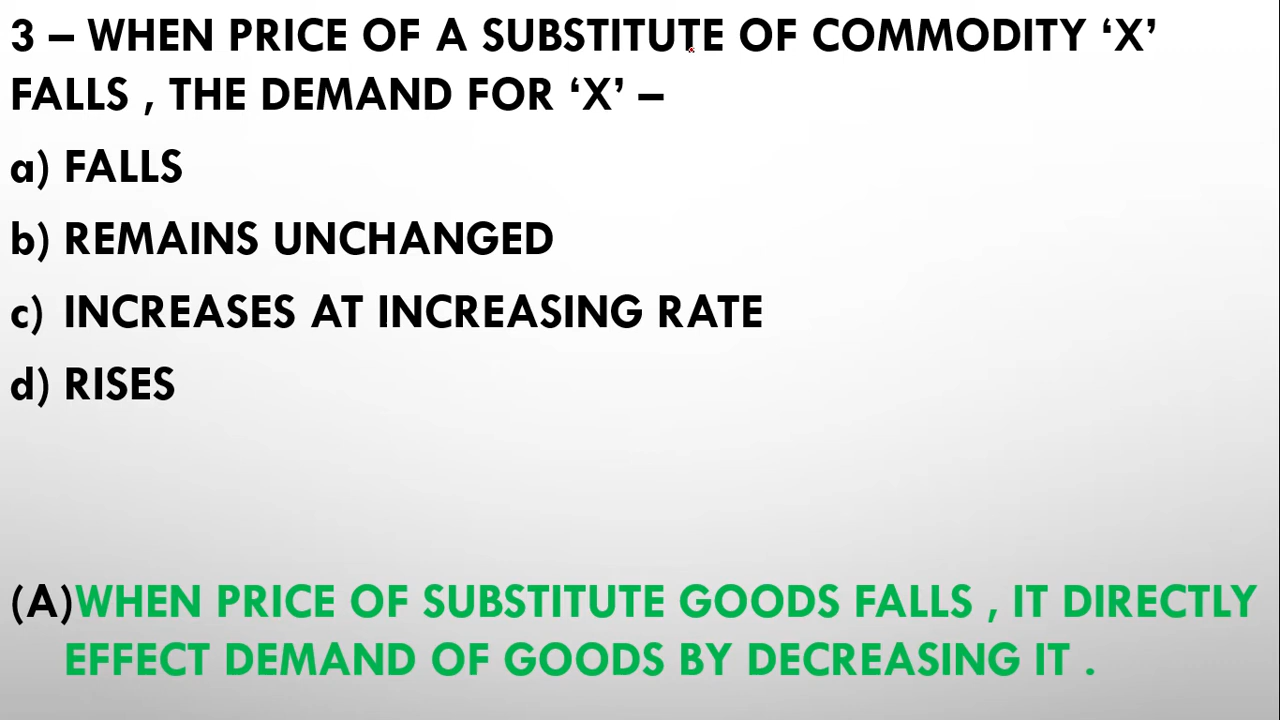 3 – WHEN PRICE OF A SUBSTITUTE OF COMMODITY ‘X’
FALLS , THE DEMAND FOR ‘X’ –
a) FALLS
b) REMAINS UNCHANGED
c) INCREASES AT INCREASING RATE
d) RISES
(A)WHEN PRICE OF SUBSTITUTE GOODS FALLS , IT DIRECTLY
EFFECT DEMAND OF GOODS BY DECREASING IT .